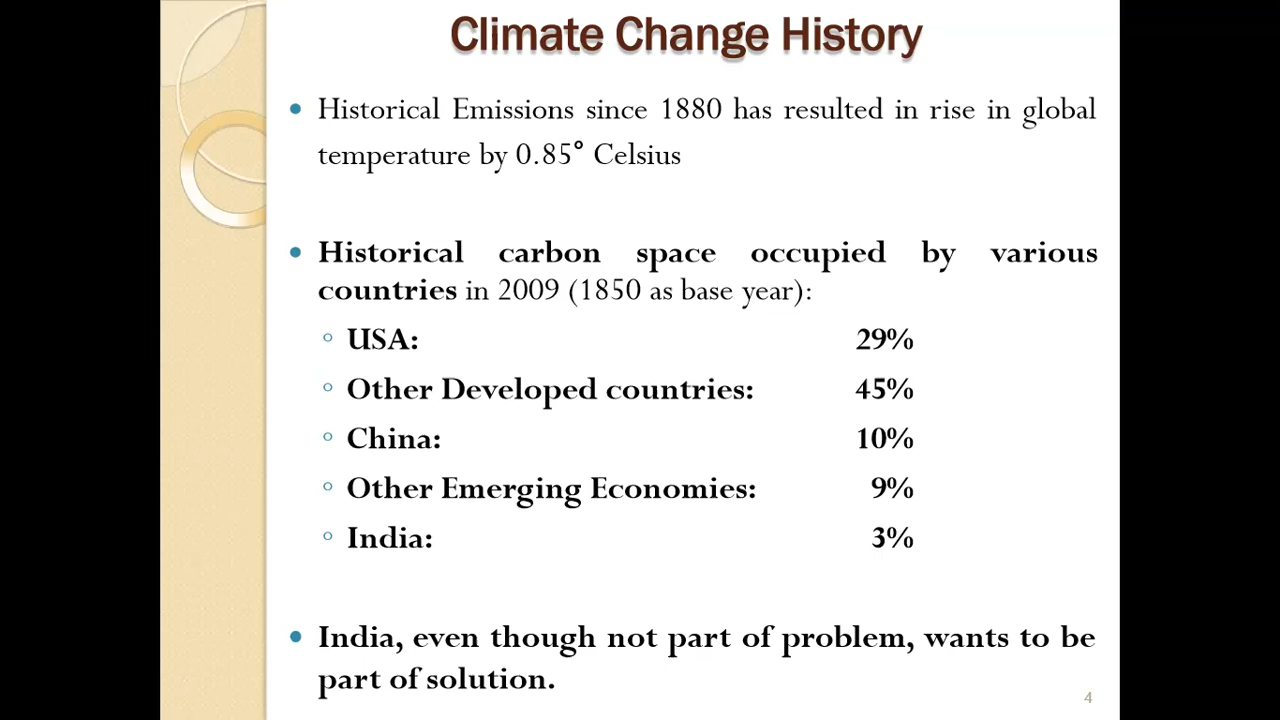 Climate Change History
• Historical Emissions since 1880 has resulted in rise in global
temperature by 0.85° Celsius
• Historical carbon space occupied by various
countries in 2009 (1850 as base year):
◦ USA: 29%
◦ Other Developed countries: 45%
◦ China: 10%
◦ Other Emerging Economies: 9%
◦ India: 3%
• India, even though not part of problem, wants to be
part of solution.
4